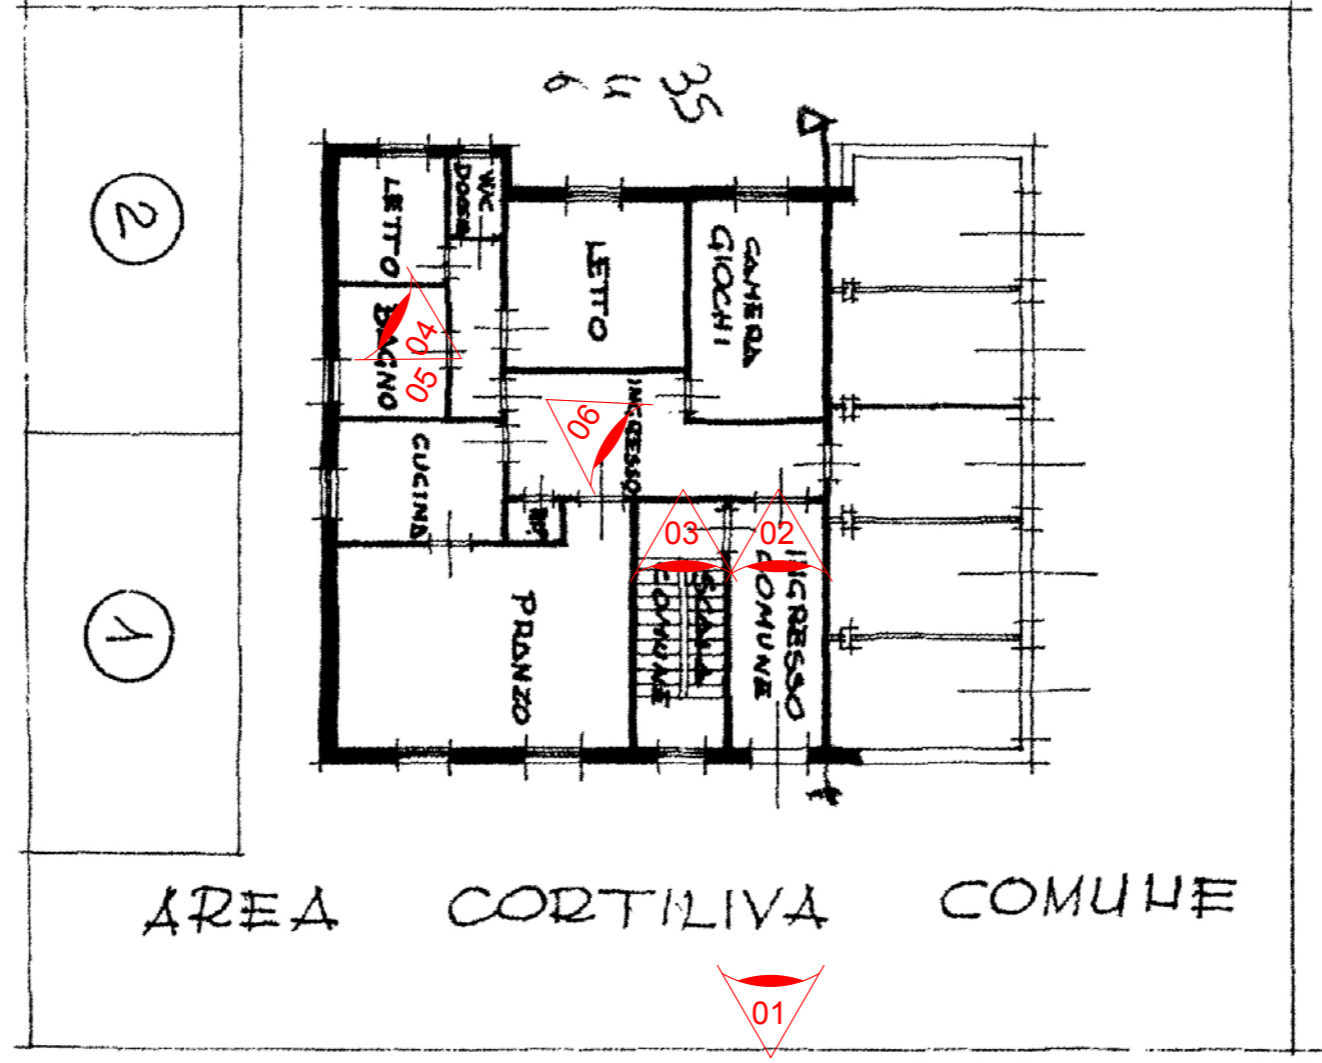 35
4
6
2
LETTO
WC
DOCCIA
LETTO
CAMERA
GIOCHI
BAGNO
04
05
INGRESSO
06
CUCINA
RIP.
03
02
SCALA
COMUNE
INGRESSO
COMUNE
PRANZO
1
AREA CORTILIVA COMUNE
01